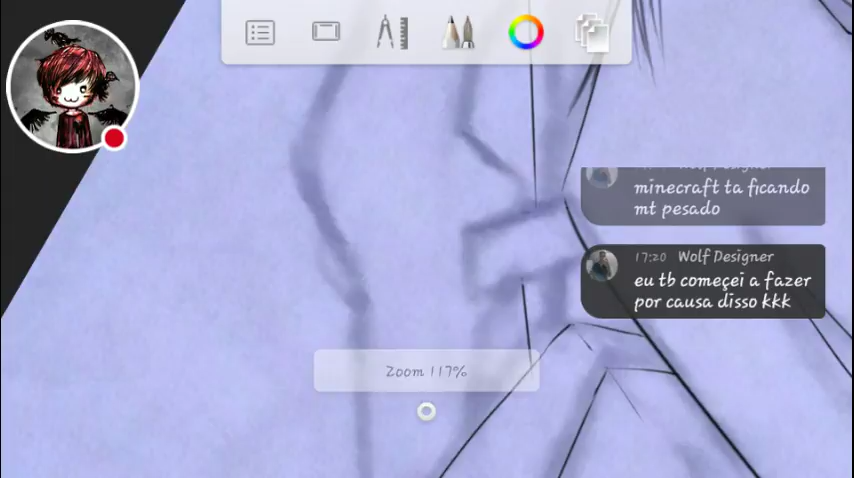 minecraft ta ficando
mt pesado
17:20 Wolf Designer
eu tb começei a fazer
por causa disso kkk
Zoom 117%